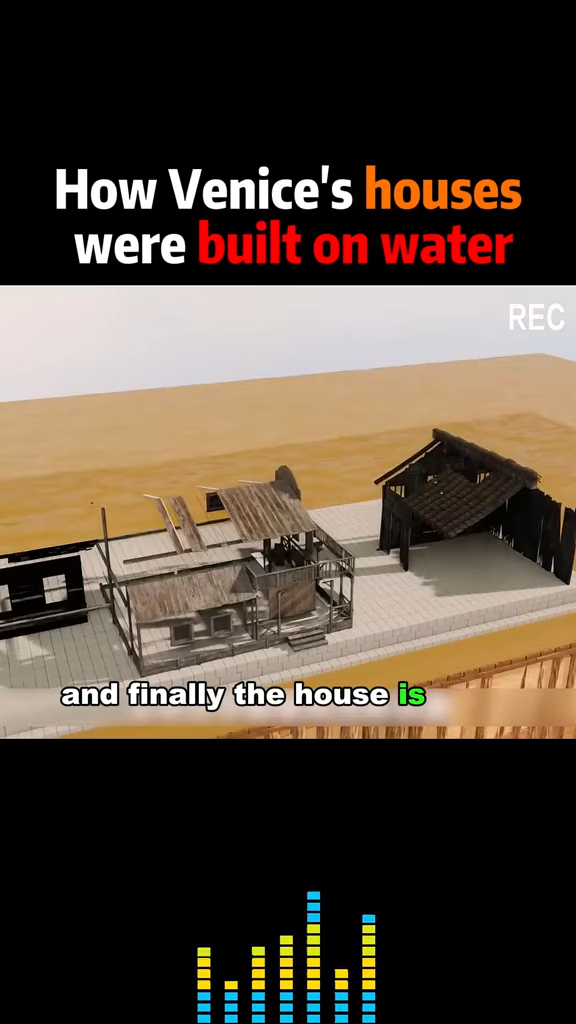 How Venice's houses
were built on water
REC
and finally the house is